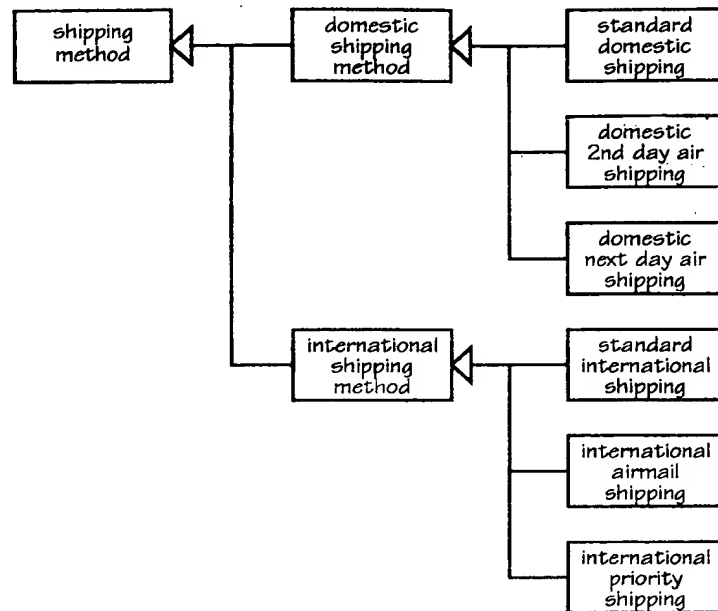 shipping
method
domestic
shipping
method
standard
domestic
shipping
domestic
2nd day air
shipping
domestic
next day air
shipping
international
shipping
method
standard
international
shipping
international
airmail
shipping
international
priority
shipping